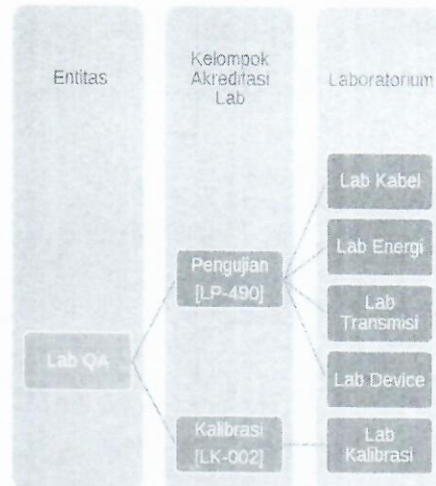 Entitas
Kelompok
Akreditasi
Lab
Laboratorium
Lab QA
Pengujian
[LP-490]
Kalibrasi
[LK-002]
Lab Kabel
Lab Energi
Lab
Transmisi
Lab Device
Lab
Kalibrasi